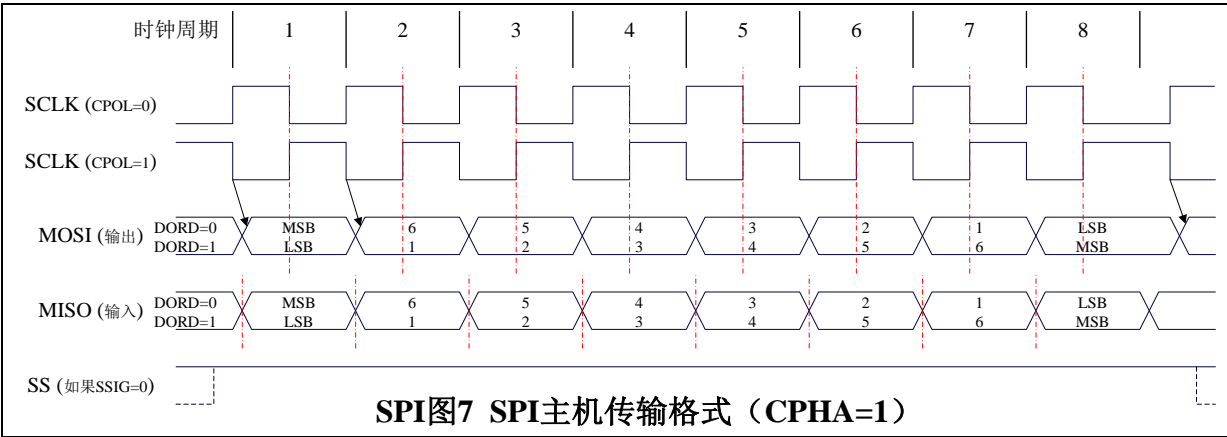 时钟周期 1 2 3 4 5 6 7 8
SCLK (CPOL=0)
SCLK (CPOL=1)
MOSI (输出) DORD=0 MSB 6 5 4 3 2 1 LSB
DORD=1 LSB 1 2 3 4 5 6 MSB
MISO (输入) DORD=0 MSB 6 5 4 3 2 1 LSB
DORD=1 LSB 1 2 3 4 5 6 MSB
SS (如果SSIG=0)
SPI图7 SPI主机传输格式（CPHA=1）